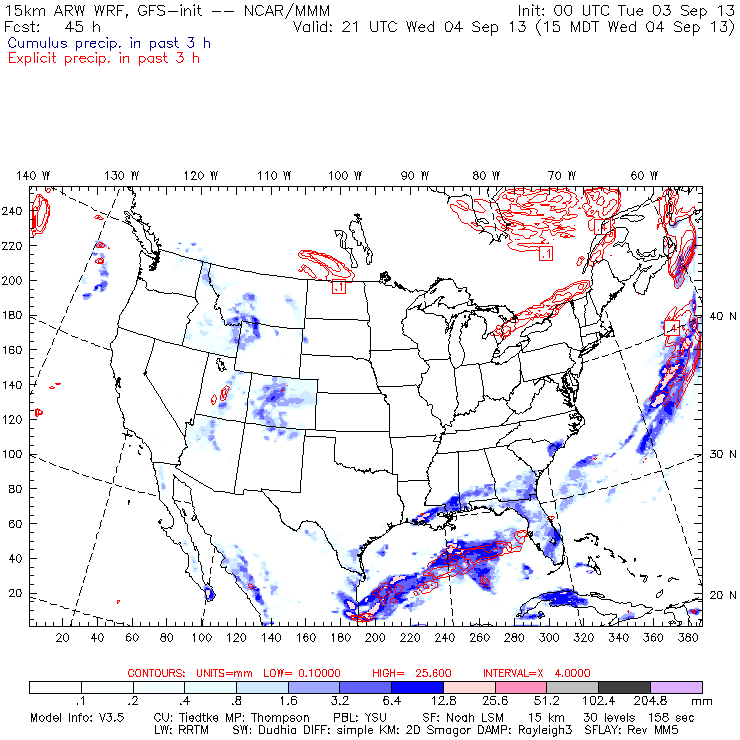 15km ARW WRF, GFS-init -- NCAR/MMM Init: 00 UTC Tue 03 Sep 13
Fcst: 45 h Valid: 21 UTC Wed 04 Sep 13 (15 MDT Wed 04 Sep 13)
Cumulus precip. in past 3 h
Explicit precip. in past 3 h
140 W 130 W 120 W 110 W 100 W 90 W 80 W 70 W 60 W
240
.4
220
.1
200
.1
180
40 N
.4
160
140
120
100
30 N
80
60
40
20
20 N
20 40 60 80 100 120 140 160 180 200 220 240 260 280 300 320 340 360 380
CONTOURS: UNITS=mm LOW= 0.10000 HIGH= 25.600 INTERVAL=X 4.0000
.1 .2 .4 .8 1.6 3.2 6.4 12.8 25.6 51.2 102.4 204.8 mm
Model Info: V3.5 CU: Tiedtke MP: Thompson PBL: YSU SF: Noah LSM 15 km 30 levels 158 sec
LW: RRTM SW: Dudhia DIFF: simple KM: 2D Smagor DAMP: Rayleigh3 SFLAY: Rev MM5